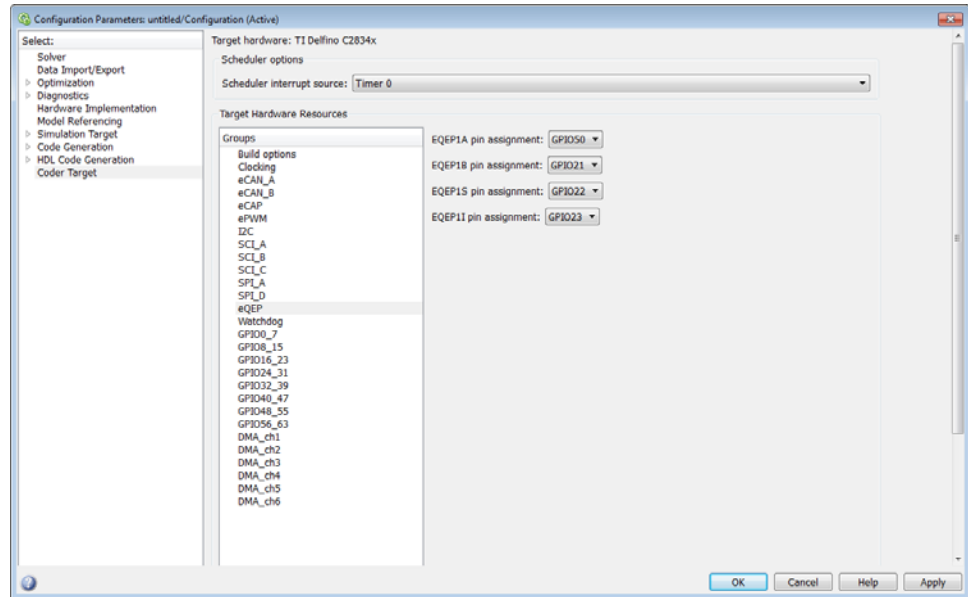 Configuration Parameters: untitled/Configuration (Active)
Select:
Solver
Data Import/Export
Optimization
Diagnostics
Hardware Implementation
Model Referencing
Simulation Target
Code Generation
HDL Code Generation
Coder Target
Target hardware: TI Delfino C2834x
Scheduler options
Scheduler interrupt source: Timer 0
Target Hardware Resources
Groups
Build options
Clocking
eCAN_A
eCAN_B
eCAP
ePWM
I2C
SCI_A
SCI_B
SCI_C
SPI_A
SPI_D
eQEP
Watchdog
GPIO0_7
GPIO8_15
GPIO16_23
GPIO24_31
GPIO32_39
GPIO40_47
GPIO48_55
GPIO56_63
DMA_ch1
DMA_ch2
DMA_ch3
DMA_ch4
DMA_ch5
DMA_ch6
EQEP1A pin assignment: GPIO50
EQEP1B pin assignment: GPIO21
EQEP1S pin assignment: GPIO22
EQEP1I pin assignment: GPIO23
OK Cancel Help Apply